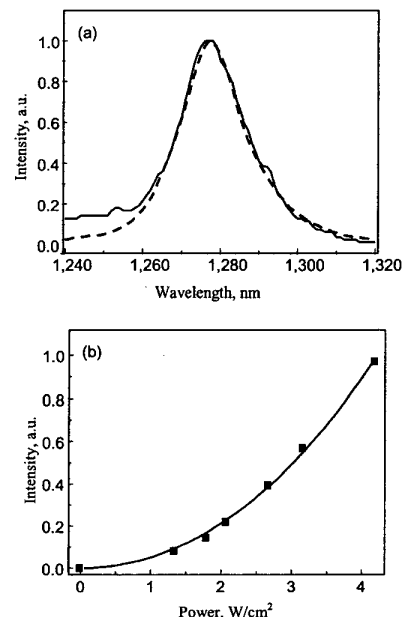 (a)
1.0
0.8
0.6
0.4
0.2
0.0
Intensity, a.u.
1,240 1,260 1,280 1,300 1,320
Wavelength, nm
(b)
1.0
0.8
0.6
0.4
0.2
0.0
Intensity, a.u.
0 1 2 3 4
Power, W/cm²